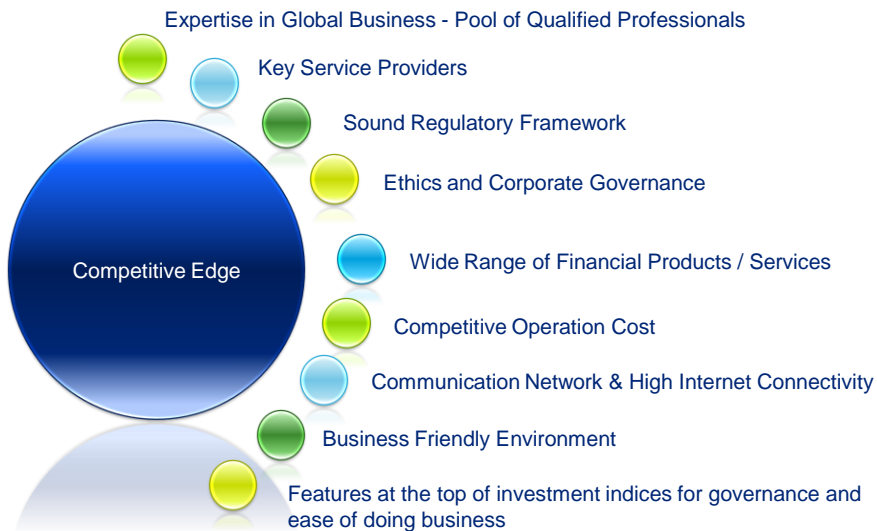 Expertise in Global Business - Pool of Qualified Professionals
Key Service Providers
Sound Regulatory Framework
Ethics and Corporate Governance
Competitive Edge
Wide Range of Financial Products / Services
Competitive Operation Cost
Communication Network & High Internet Connectivity
Business Friendly Environment
Features at the top of investment indices for governance and
ease of doing business